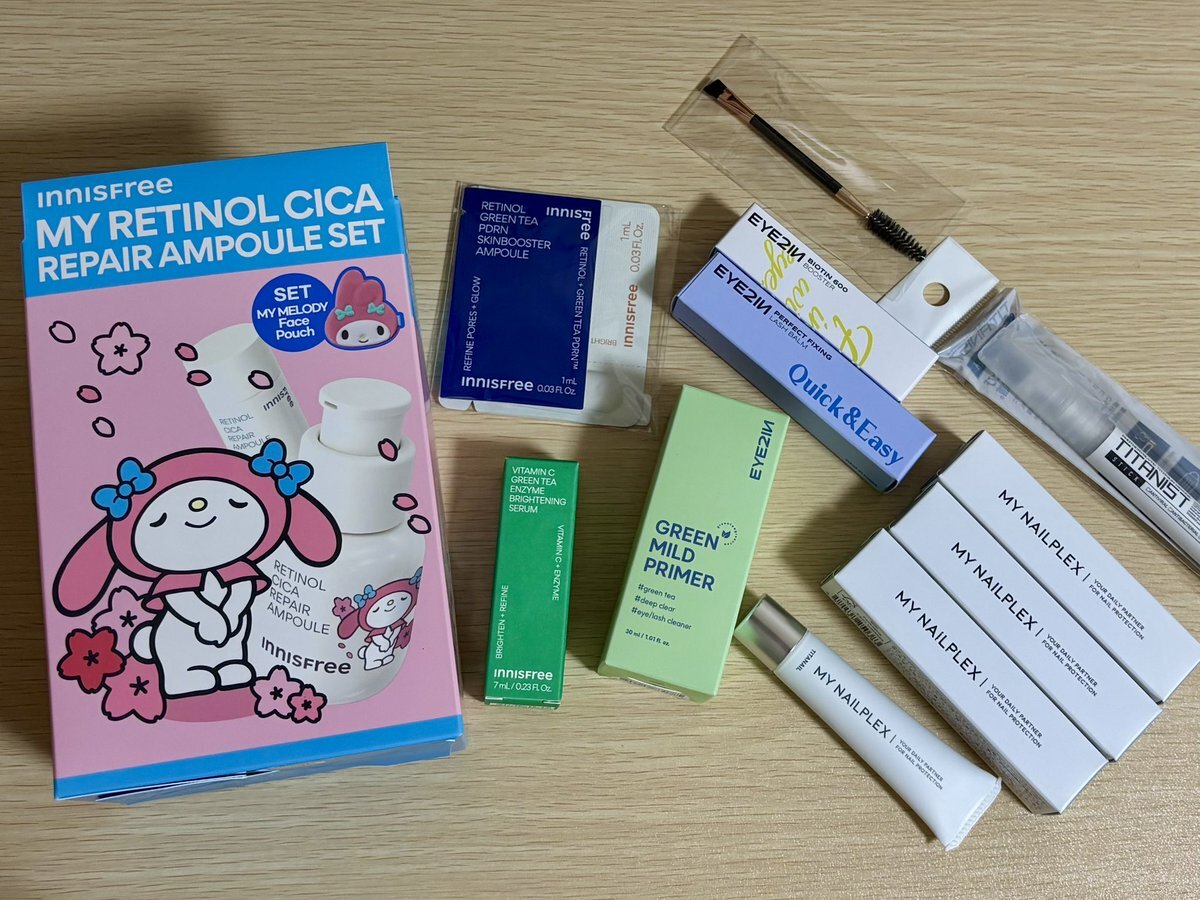 INNISFree
MY RETINOL CICA
REPAIR AMPOULE SET
SET
MY MELODY
Face
Pouch
INNISFree
RETINOL
CICA
REPAIR
AMPOULE
RETINOL
CICA
REPAIR
AMPOULE
INNISFree
RETINOL
GREEN TEA
PDRN
SKINBOOSTER
AMPOULE
INNISFree
RETINOL + GREEN TEA PDRN™
REFINE PORES + GLOW
INNISFree
1mL
0.03 Fl. Oz.
INNISFree
1mL
0.03 Fl. Oz.
VITAMIN C
GREEN TEA
ENZYME
BRIGHTENING
SERUM
VITAMIN C + ENZYME
BRIGHTEN + REFINE
INNISFree
7 mL / 0.23 Fl. Oz.
EYE2IN
GREEN
MILD
PRIMER
#green tea
#deep clear
#eye/lash cleaner
30 ml / 1.01 fl. oz.
EYE2IN BIOTIN 600
BOOSTER
EYE2IN PERFECT FIXING
LASH BALM
Quick&Easy
TITANIST
STICK
MY NAILPLEX | YOUR DAILY PARTNER
FOR NAIL PROTECTION
MY NAILPLEX | YOUR DAILY PARTNER
FOR NAIL PROTECTION
MY NAILPLEX | YOUR DAILY PARTNER
FOR NAIL PROTECTION
TITANAIL
MY NAILPLEX | YOUR DAILY PARTNER
FOR NAIL PROTECTION